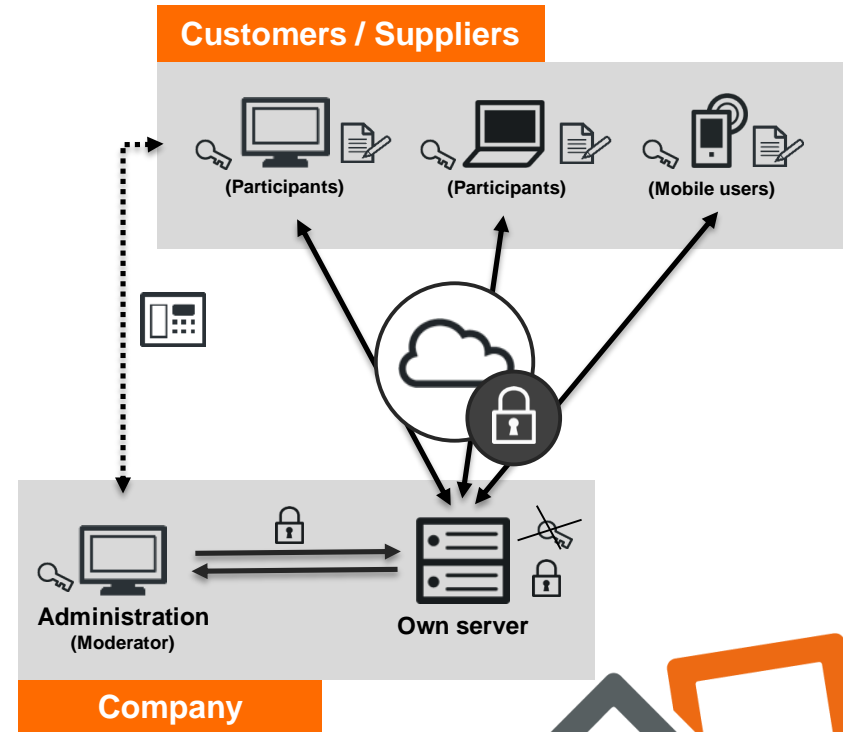 Customers / Suppliers
(Participants)
(Participants)
(Mobile users)
Administration
(Moderator)
Own server
Company